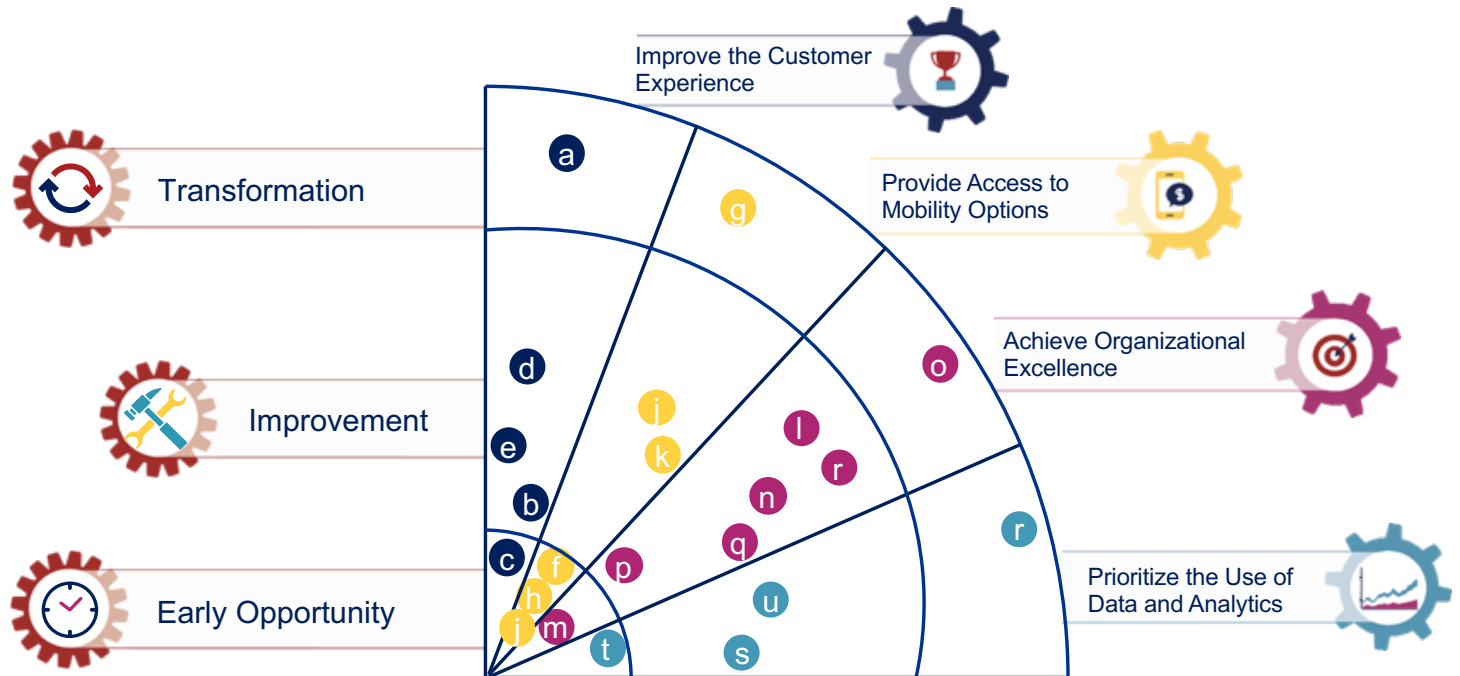 Improve the Customer
Experience
a
Transformation
Provide Access to
Mobility Options
g
Achieve Organizational
Excellence
o
d
j
Improvement
l
e
k
r
n
b
r
q
c
f
p
Prioritize the Use of
Data and Analytics
h
u
Early Opportunity
j
m
t
s
$